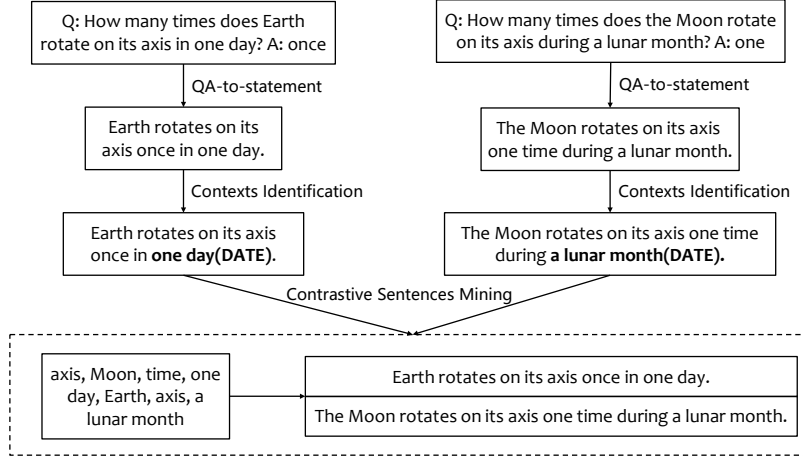 Q: How many times does Earth
rotate on its axis in one day? A: once
Q: How many times does the Moon rotate
on its axis during a lunar month? A: one
QA-to-statement
QA-to-statement
Earth rotates on its
axis once in one day.
The Moon rotates on its axis
one time during a lunar month.
Contexts Identification
Contexts Identification
Earth rotates on its axis
once in one day(DATE).
The Moon rotates on its axis one time
during a lunar month(DATE).
Contrastive Sentences Mining
axis, Moon, time, one
day, Earth, axis, a
lunar month
Earth rotates on its axis once in one day.
The Moon rotates on its axis one time during a lunar month.